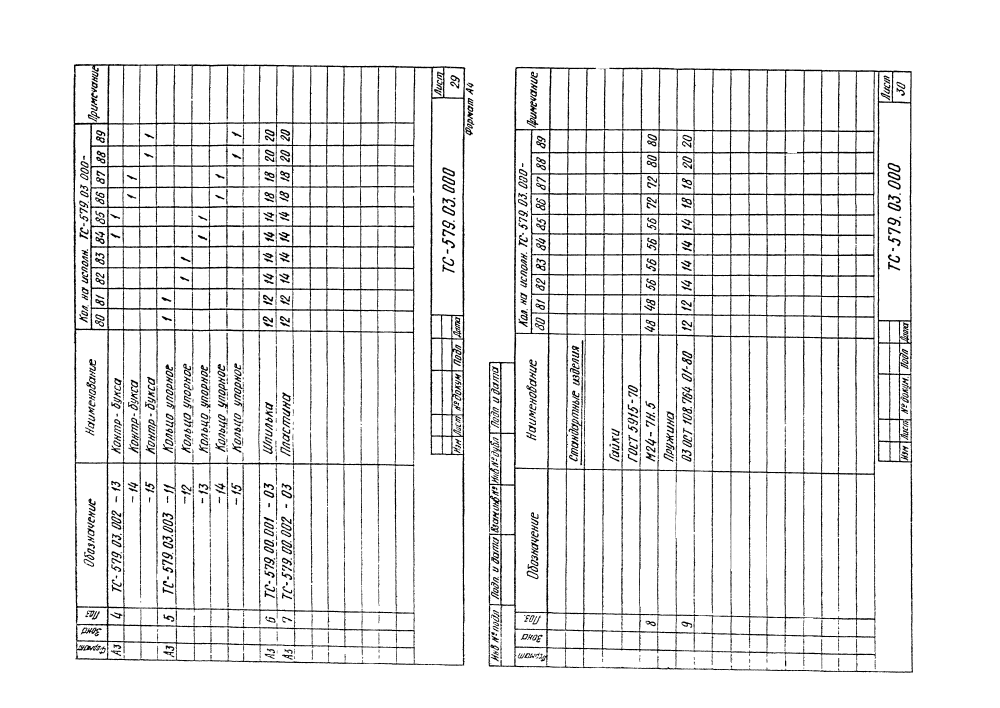 Формат Зона Поз. Обозначение Наименование Кол. на исполн. ТС-579.03.000- Примечание
80 81 82 83 84 85 86 87 88 89
А3 4 ТС-579.03.002 -13 Контр-букса 1 1
-14 Контр-букса 1 1
-15 Контр-букса 1 1
А3 5 ТС-579.03.003 -11 Кольцо упорное 1 1
-12 Кольцо упорное 1 1
-13 Кольцо упорное 1 1
-14 Кольцо упорное 1 1
-15 Кольцо упорное 1 1
А3 6 ТС-579.00.001 -03 Шпилька 12 12 14 14 14 14 18 18 20 20
А3 7 ТС-579.00.002 -03 Пластина 12 12 14 14 14 14 18 18 20 20
Изм Лист № докум. Подп. Дата
ТС-579.03.000
Лист
29
Формат А4
Инв № подл Подп. и дата Взам инв № Инв № дубл Подп. и дата
Формат Зона Поз. Обозначение Наименование Кол. на исполн. ТС-579.03.000- Примечание
80 81 82 83 84 85 86 87 88 89
Стандартные изделия
Гайки
ГОСТ 5915-70
8 М24-7Н.5 48 48 56 56 56 56 72 72 80 80
Пружина
9 03 ОСТ 108.764.01-80 12 12 14 14 14 14 18 18 20 20
Изм Лист № докум. Подп Дата
ТС-579.03.000
Лист
30